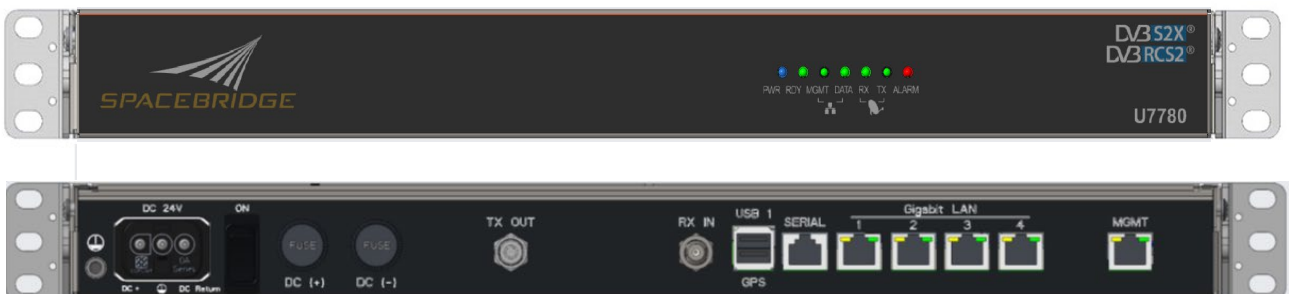 DVB S2X®
DVB RCS2®
SPACEBRIDGE
PWR RDY MGMT DATA RX TX ALARM
U7780
DC 24V
ON
TX OUT
RX IN
USB 1
SERIAL
Gigabit LAN
1 2 3 4
MGMT
FUSE
FUSE
DC +
DC Return
DC (+)
DC (-)
GPS